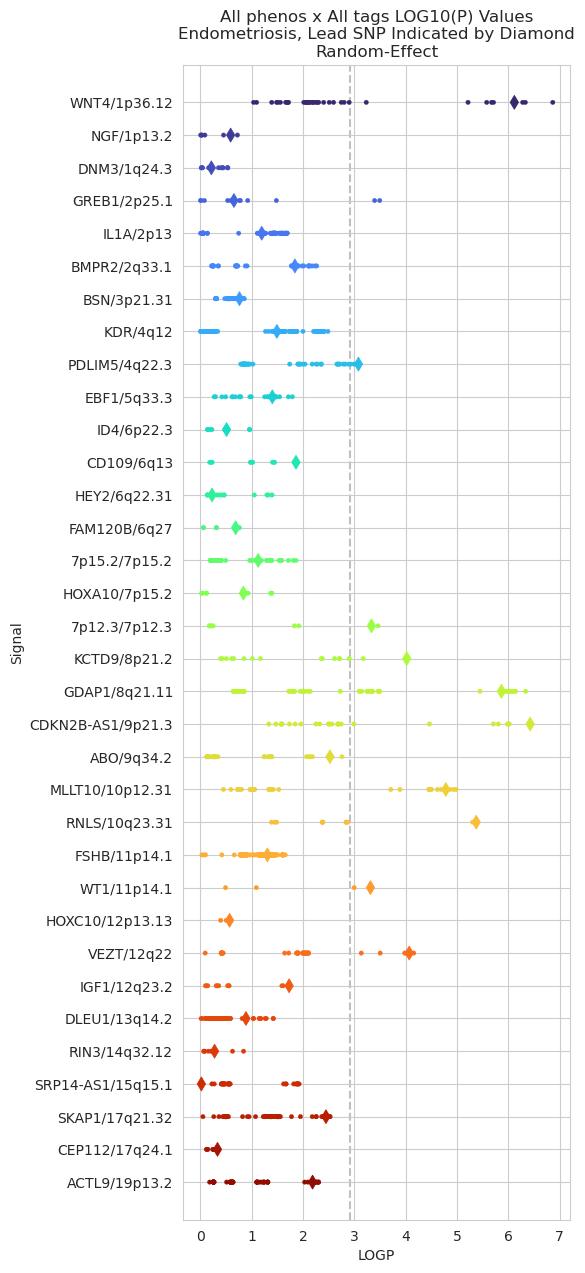 All phenos x All tags LOG10(P) Values
Endometriosis, Lead SNP Indicated by Diamond
Random-Effect
Signal
WNT4/1p36.12
NGF/1p13.2
DNM3/1q24.3
GREB1/2p25.1
IL1A/2p13
BMPR2/2q33.1
BSN/3p21.31
KDR/4q12
PDLIM5/4q22.3
EBF1/5q33.3
ID4/6p22.3
CD109/6q13
HEY2/6q22.31
FAM120B/6q27
7p15.2/7p15.2
HOXA10/7p15.2
7p12.3/7p12.3
KCTD9/8p21.2
GDAP1/8q21.11
CDKN2B-AS1/9p21.3
ABO/9q34.2
MLLT10/10p12.31
RNLS/10q23.31
FSHB/11p14.1
WT1/11p14.1
HOXC10/12p13.13
VEZT/12q22
IGF1/12q23.2
DLEU1/13q14.2
RIN3/14q32.12
SRP14-AS1/15q15.1
SKAP1/17q21.32
CEP112/17q24.1
ACTL9/19p13.2
0 1 2 3 4 5 6 7
LOGP